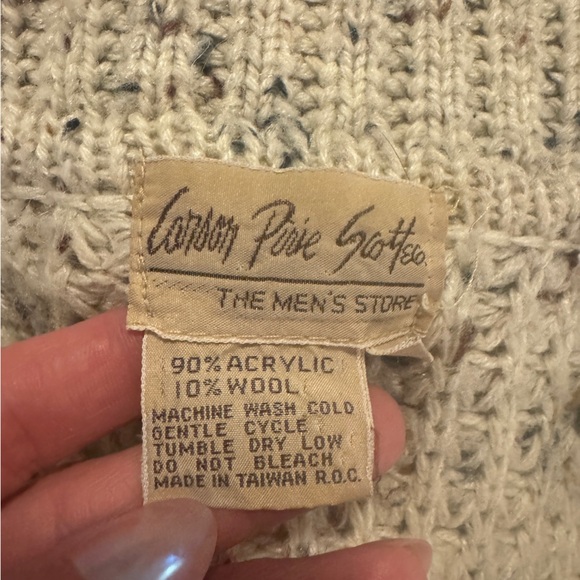 Carson Pirie Scott & Co.
THE MEN'S STORE
90% ACRYLIC
10% WOOL
MACHINE WASH COLD
GENTLE CYCLE
TUMBLE DRY LOW
DO NOT BLEACH
MADE IN TAIWAN R.O.C.